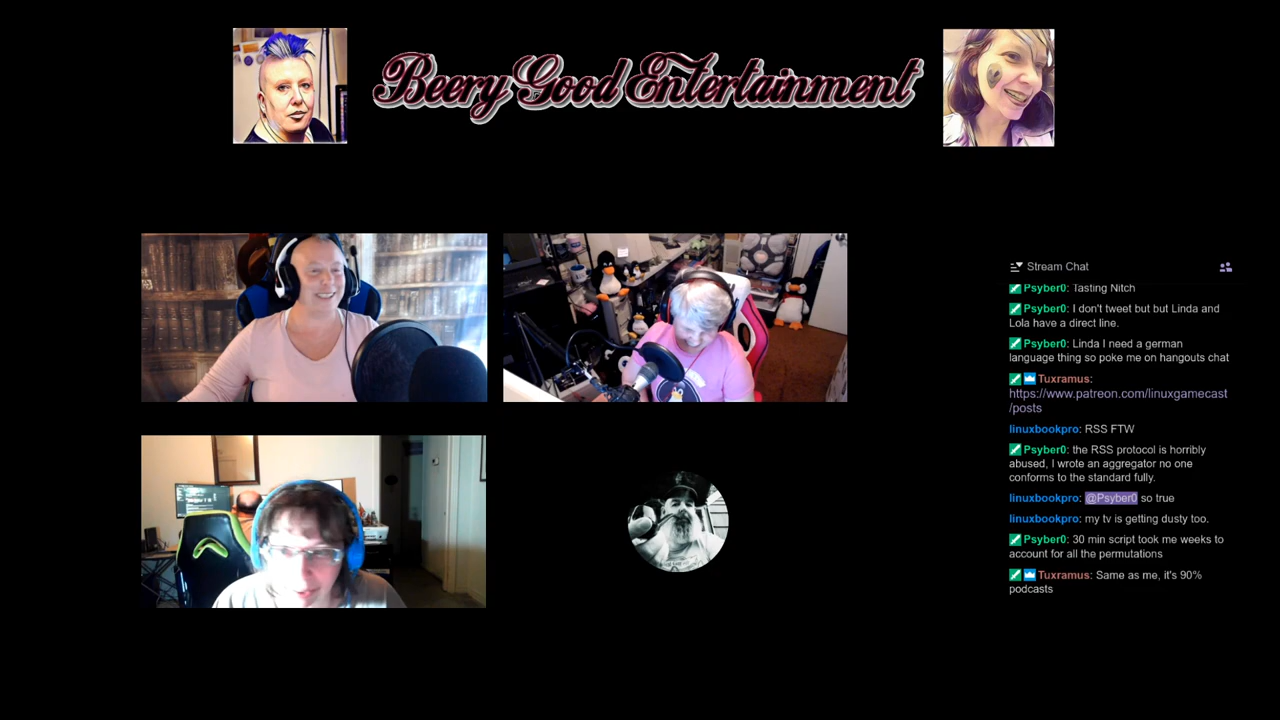 Beery Good Entertainment
Stream Chat
Psyber0: Tasting Nitch
Psyber0: I don't tweet but but Linda and
Lola have a direct line.
Psyber0: Linda I need a german
language thing so poke me on hangouts chat
Tuxramus:
https://www.patreon.com/linuxgamecast
/posts
linuxbookpro: RSS FTW
Psyber0: the RSS protocol is horribly
abused, I wrote an aggregator no one
conforms to the standard fully.
linuxbookpro: @Psyber0 so true
linuxbookpro: my tv is getting dusty too.
Psyber0: 30 min script took me weeks to
account for all the permutations
Tuxramus: Same as me, it's 90%
podcasts